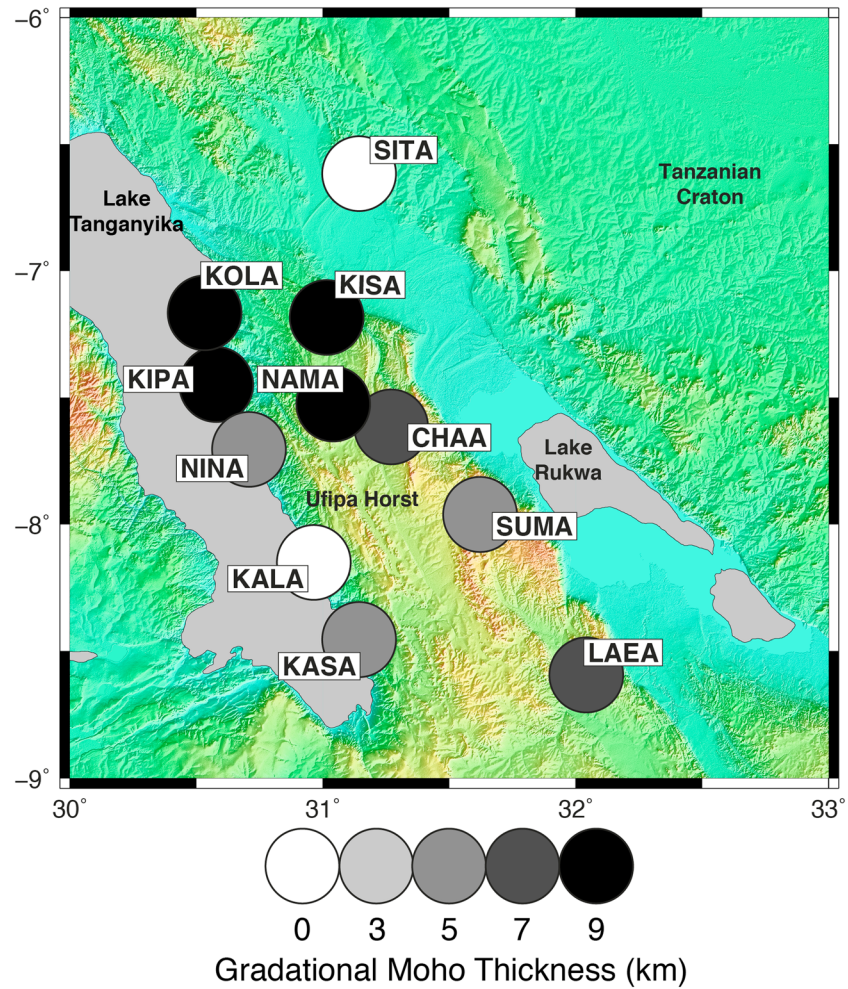 −6°
SITA
Tanzanian
Craton
Lake
Tanganyika
−7°
KOLA
KISA
KIPA
NAMA
CHAA
Lake
Rukwa
NINA
Ufipa Horst
−8°
SUMA
KALA
LAEA
KASA
−9°
30°
31°
32°
33°
0
3
5
7
9
Gradational Moho Thickness (km)